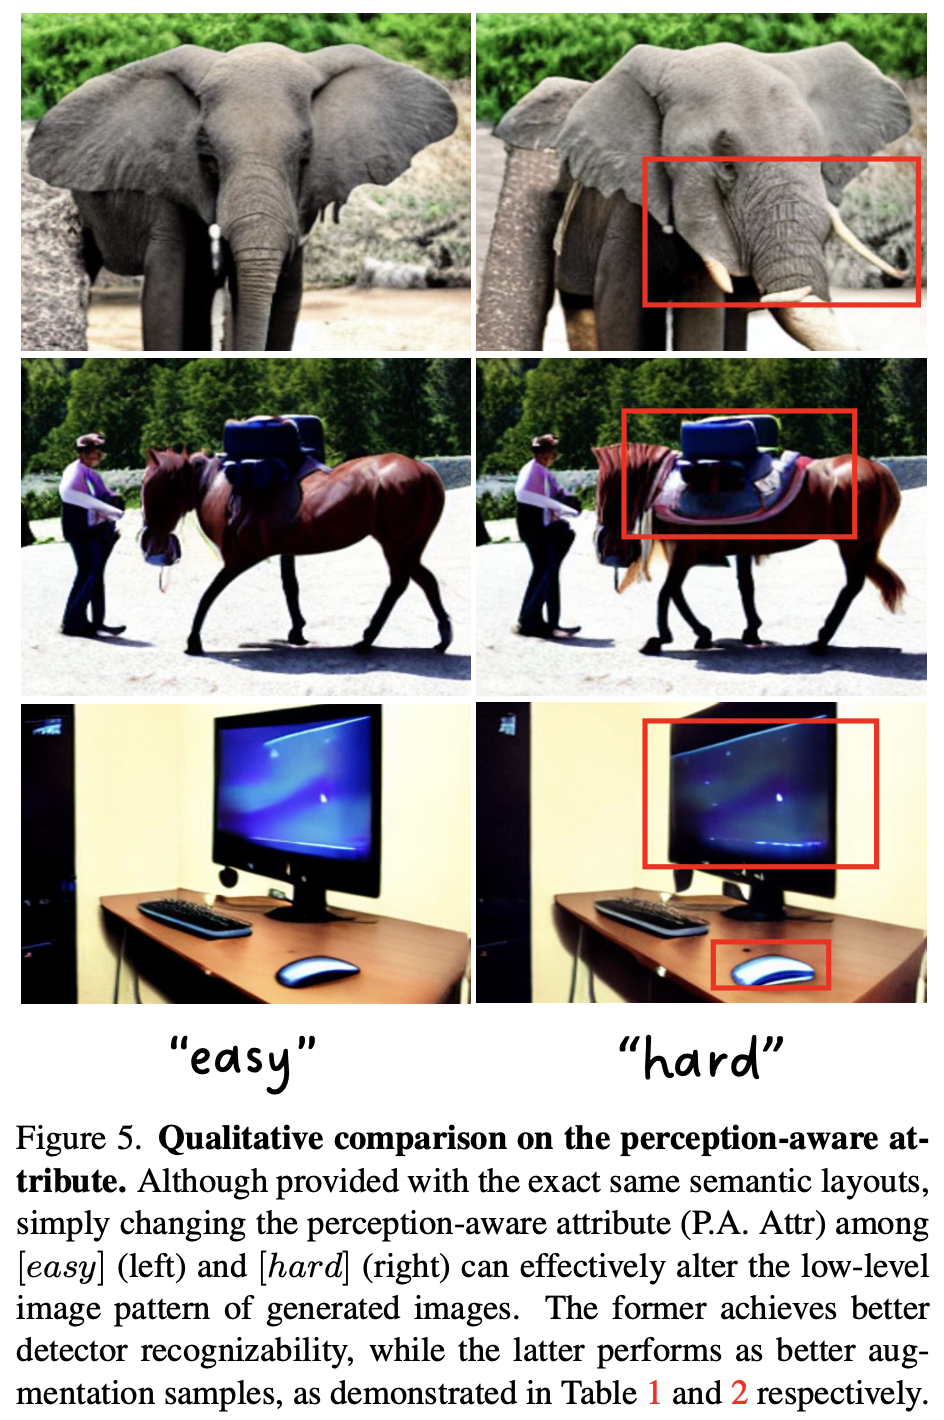 “easy”
“hard”
Figure 5. Qualitative comparison on the perception-aware at-
tribute. Although provided with the exact same semantic layouts,
simply changing the perception-aware attribute (P.A. Attr) among
[easy] (left) and [hard] (right) can effectively alter the low-level
image pattern of generated images. The former achieves better
detector recognizability, while the latter performs as better aug-
mentation samples, as demonstrated in Table 1 and 2 respectively.